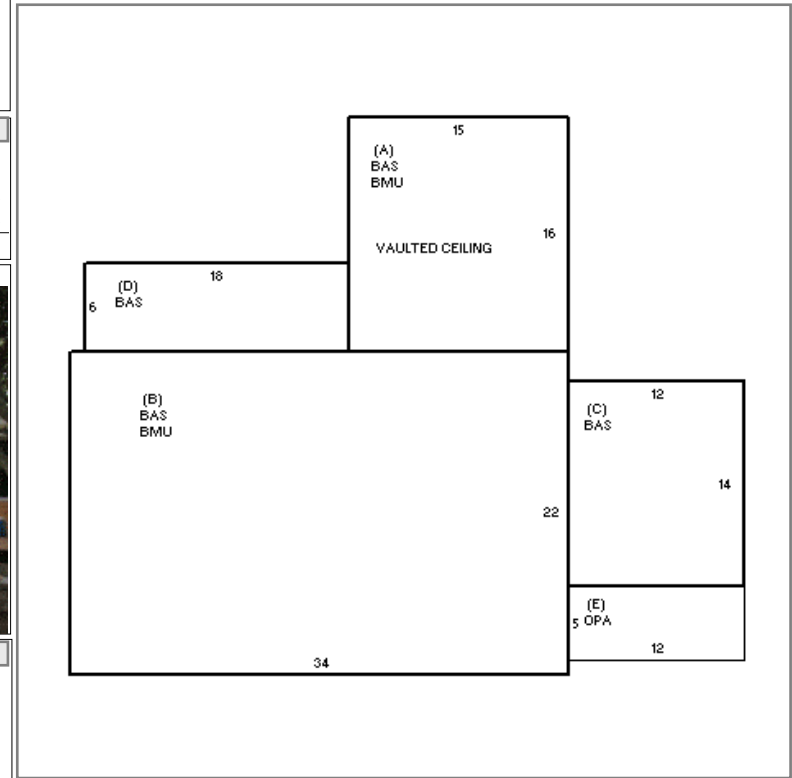 15
(A)
BAS
BMU
16
VAULTED CEILING
18
(D)
6
BAS
12
(B)
(C)
BAS
BAS
BMU
14
22
(E)
5 OPA
12
34